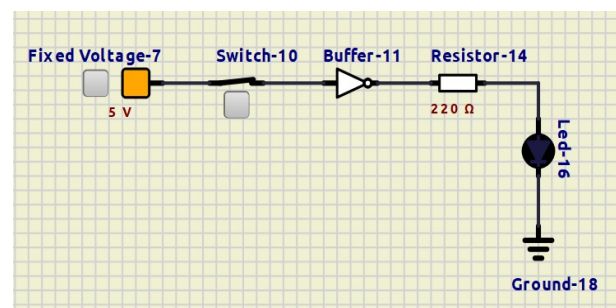 Fixed Voltage-7
Switch-10
Buffer-11
Resistor-14
5 V
220 Ω
Led-16
Ground-18